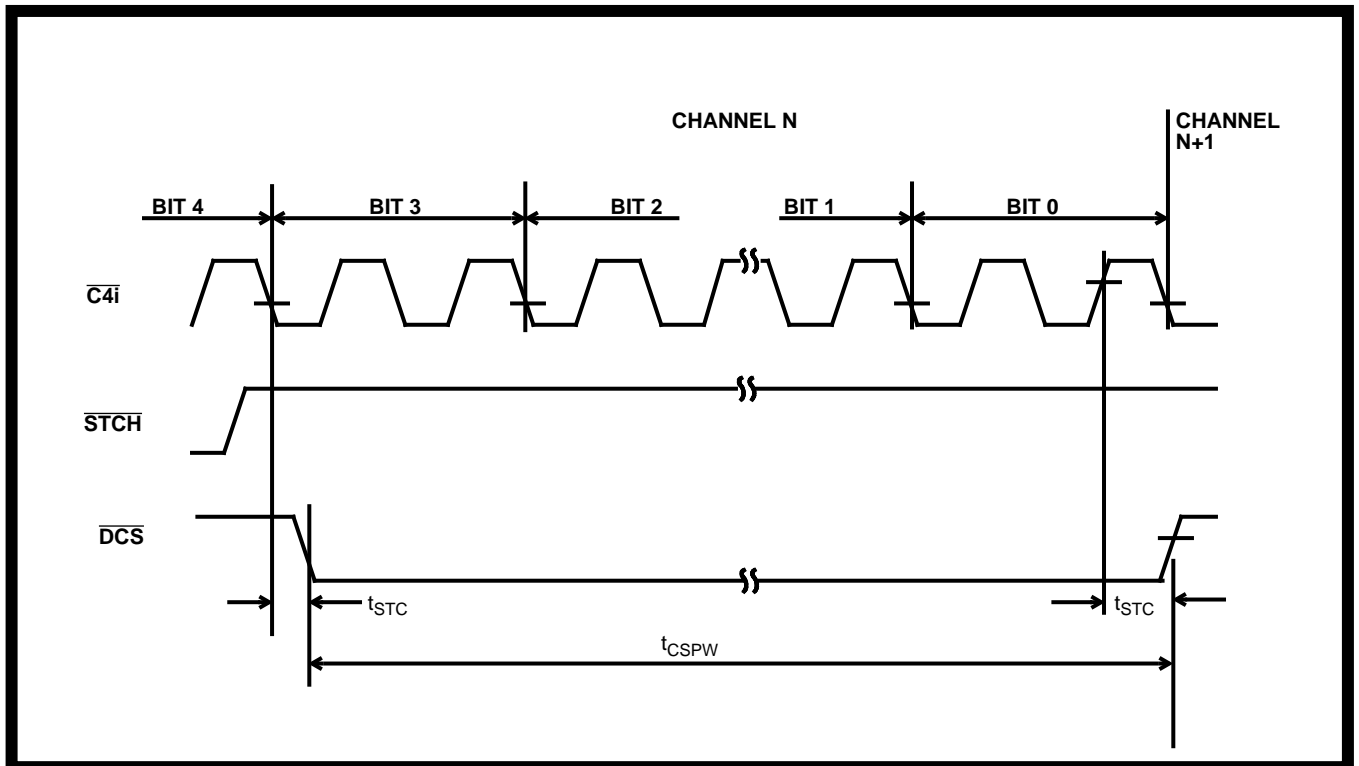 CHANNEL N
CHANNEL
N+1
BIT 4
BIT 3
BIT 2
BIT 1
BIT 0
C4i
STCH
DCS
tSTC
tSTC
tCSPW